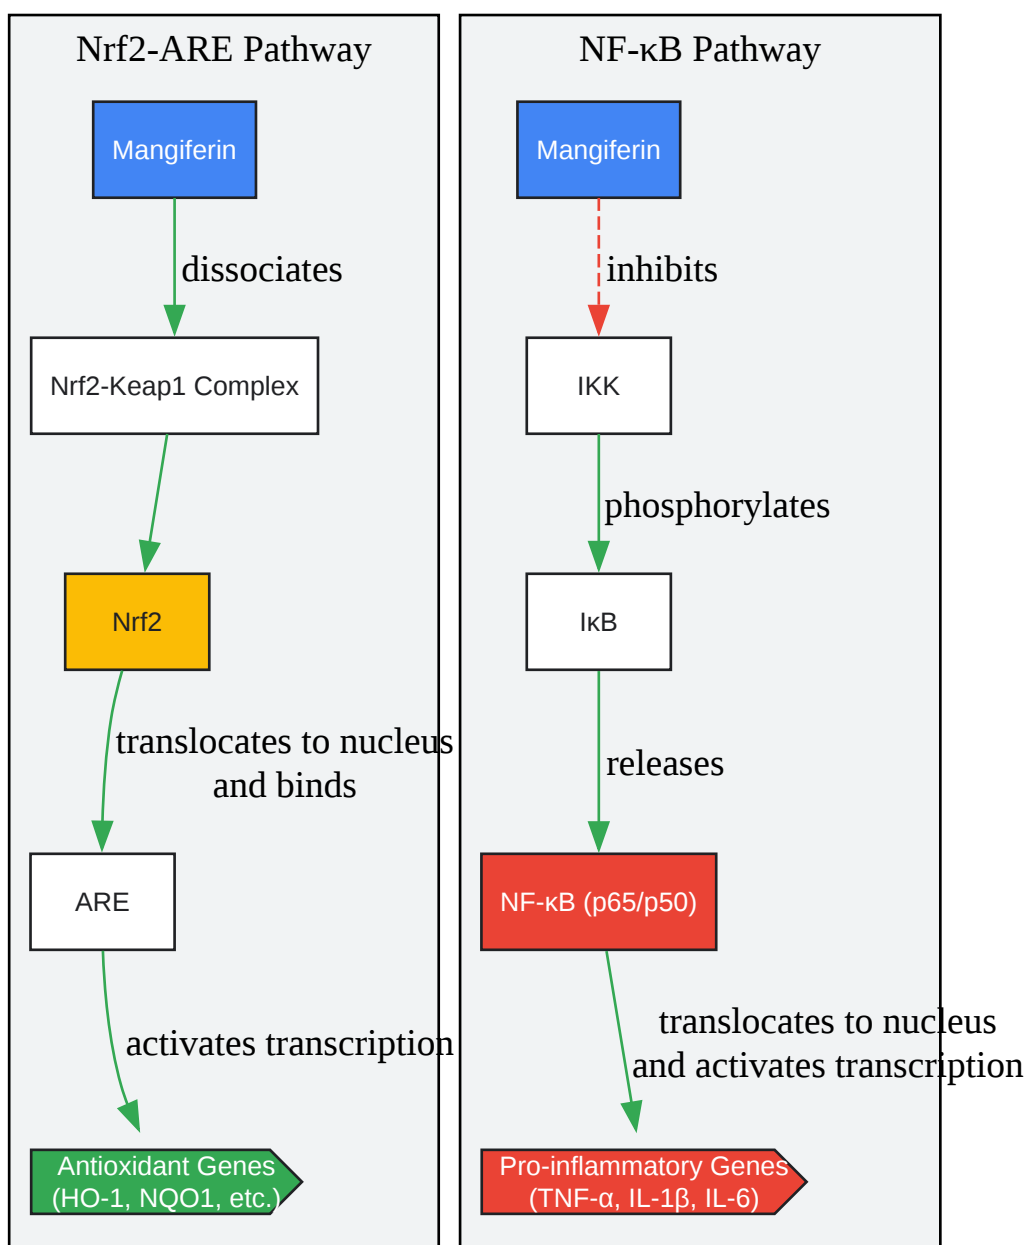 Nrf2-ARE Pathway
Mangiferin
dissociates
Nrf2-Keap1 Complex
Nrf2
translocates to nucleus
and binds
ARE
activates transcription
Antioxidant Genes
(HO-1, NQO1, etc.)
NF-κB Pathway
Mangiferin
inhibits
IKK
phosphorylates
IκB
releases
NF-κB (p65/p50)
translocates to nucleus
and activates transcription
Pro-inflammatory Genes
(TNF-α, IL-1β, IL-6)